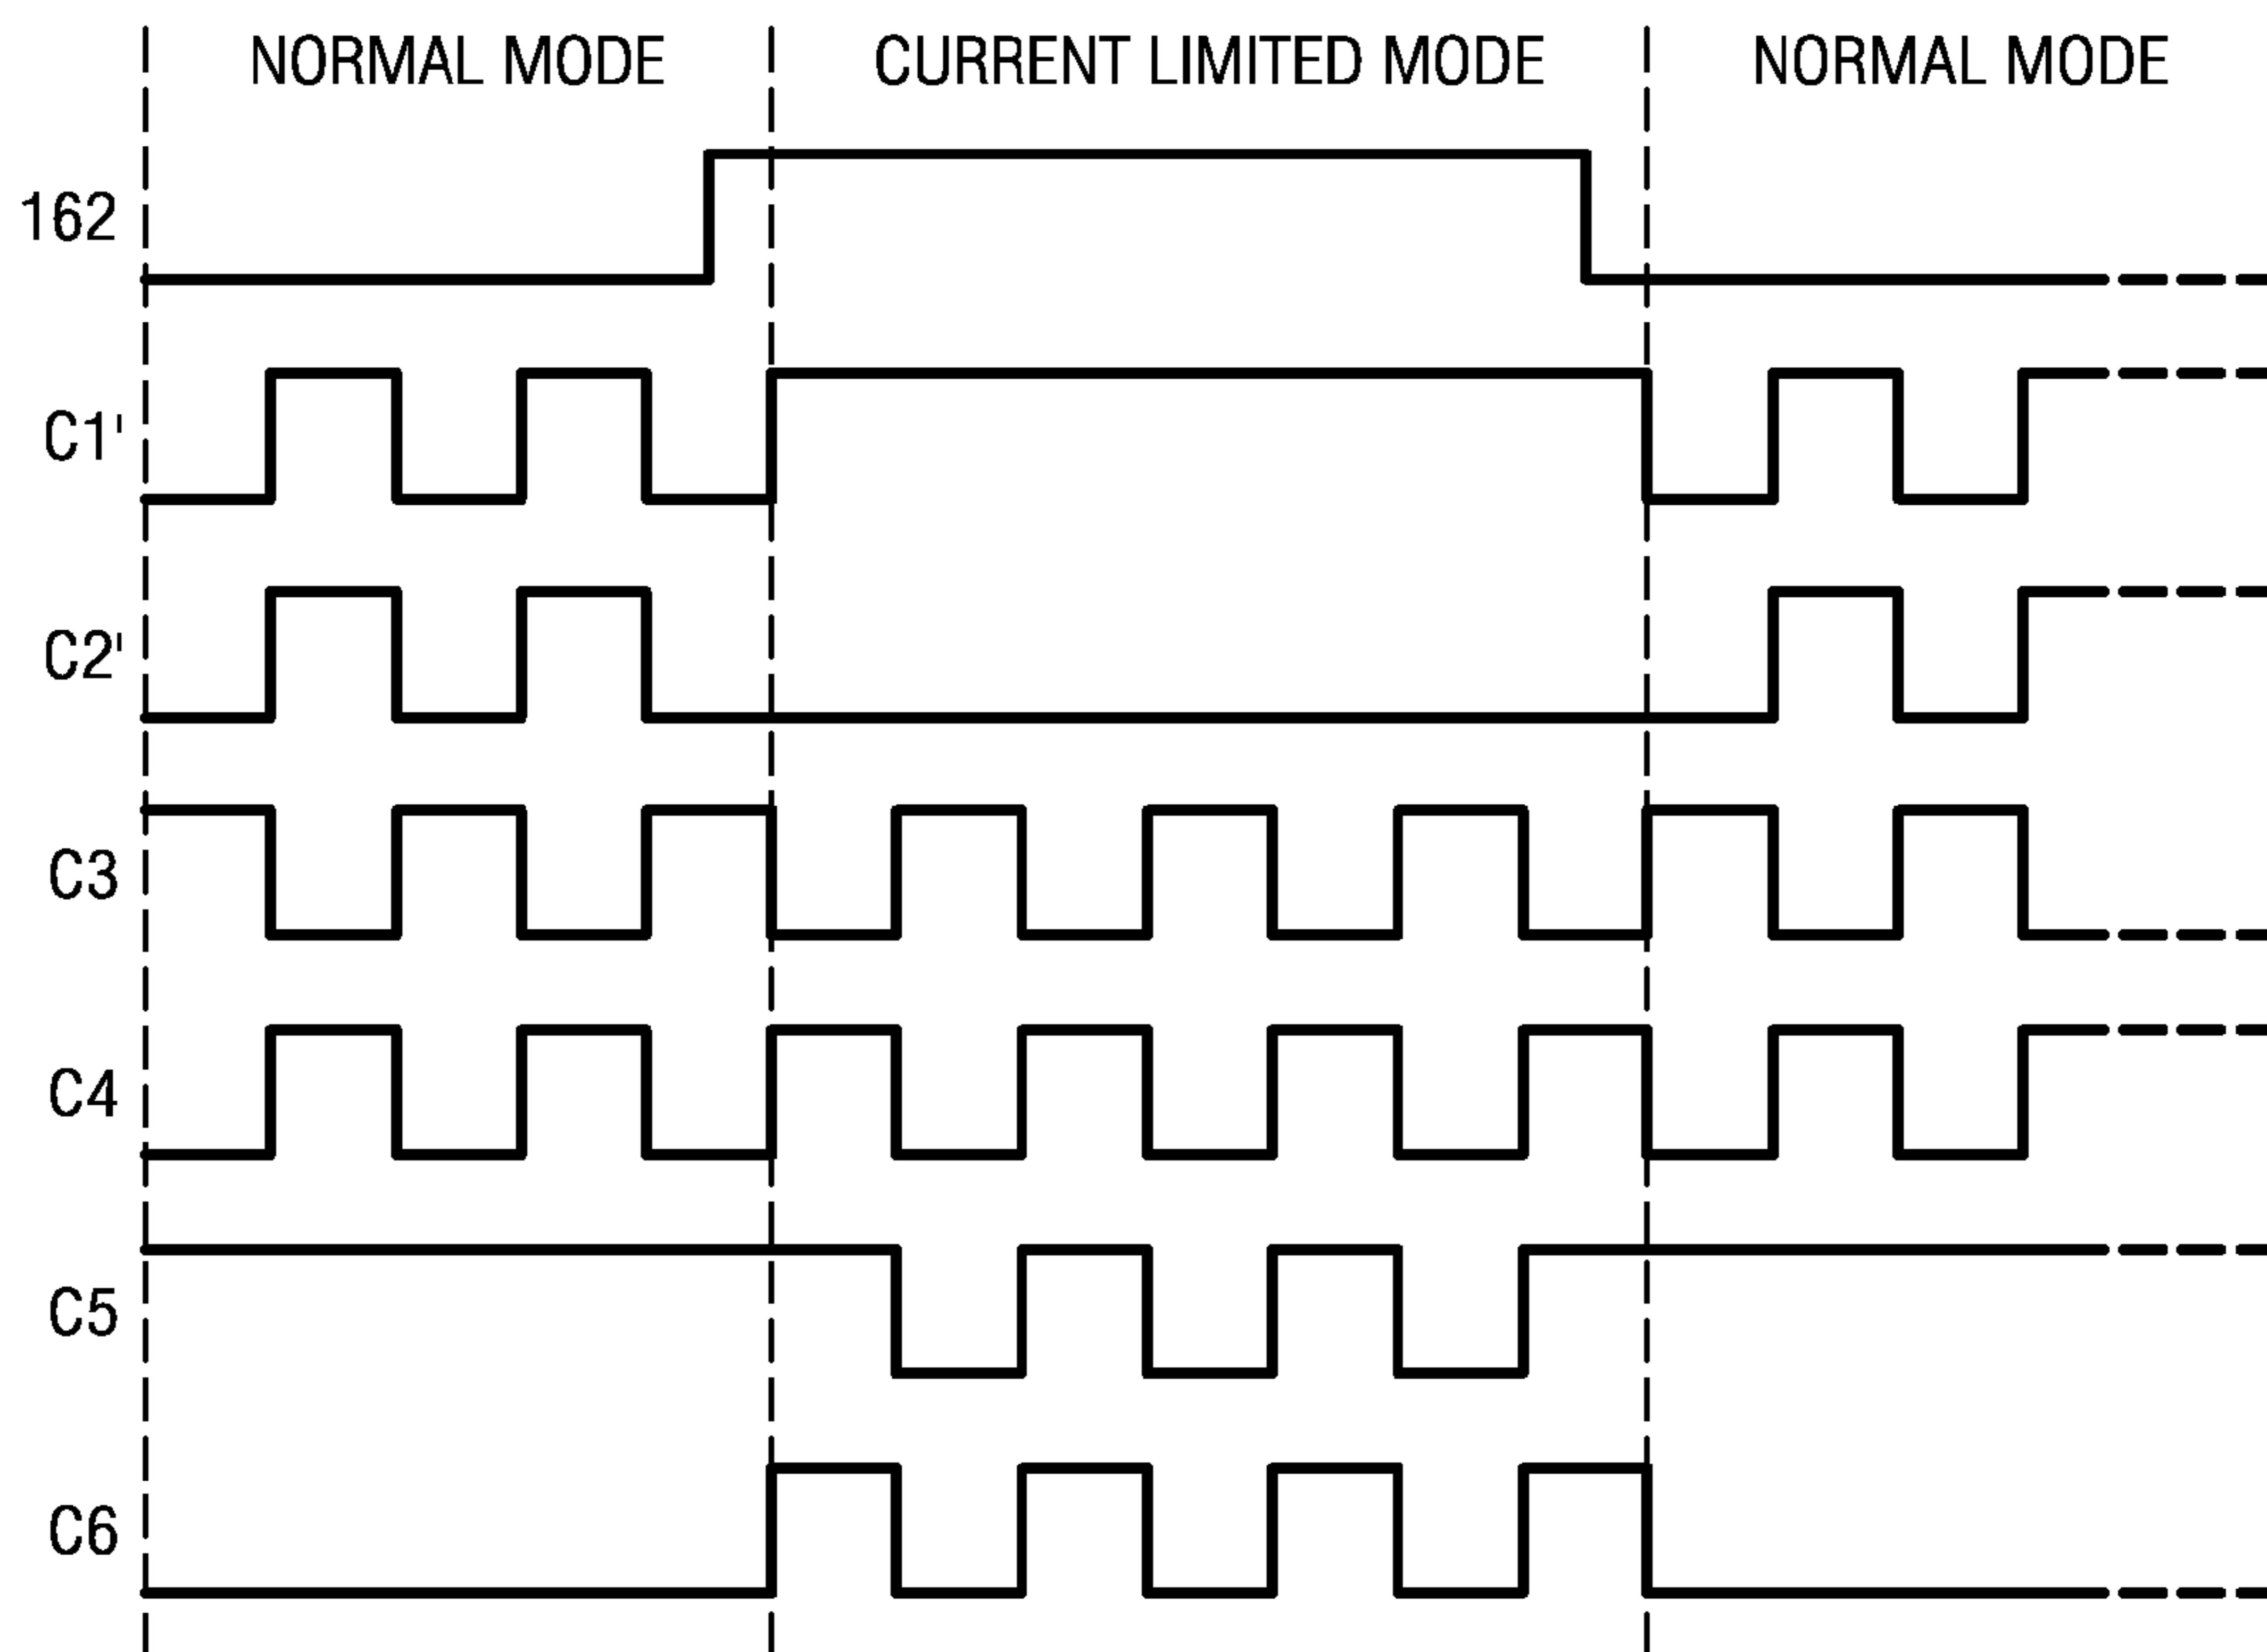 NORMAL MODE
CURRENT LIMITED MODE
NORMAL MODE
162
C1'
C2'
C3
C4
C5
C6